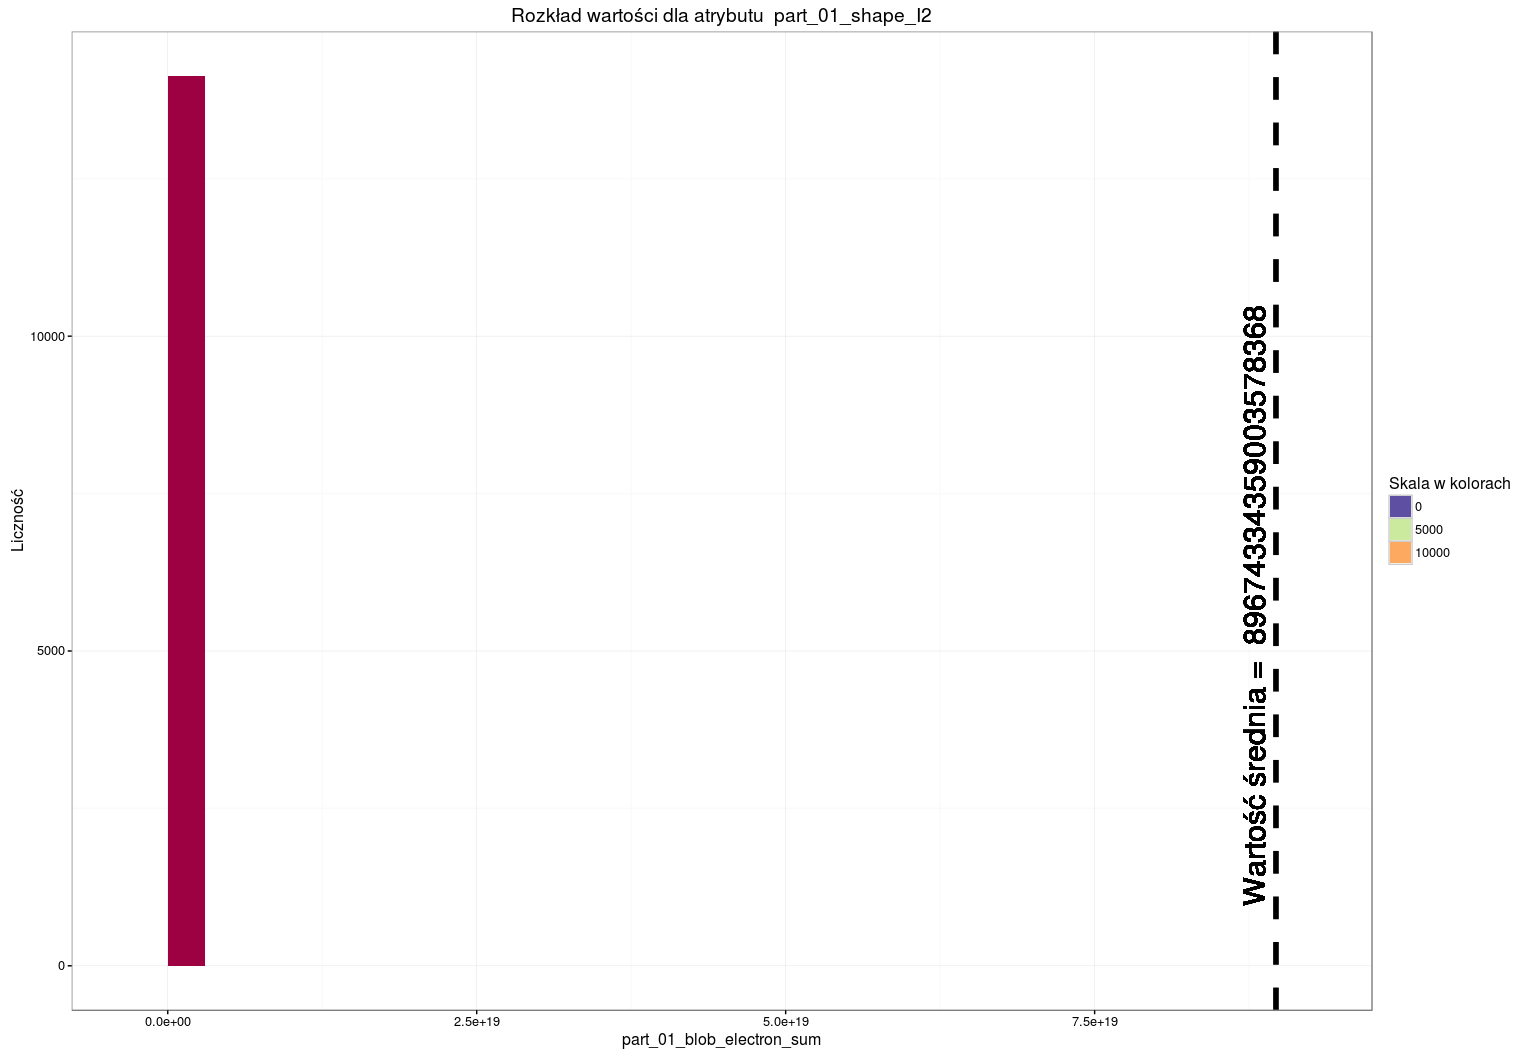 Rozkład wartości dla atrybutu  part_01_shape_I2
Liczność
10000
5000
0
Wartość średnia =  89674334359003578368
0.0e+00
2.5e+19
5.0e+19
7.5e+19
part_01_blob_electron_sum
Skala w kolorach
0
5000
10000